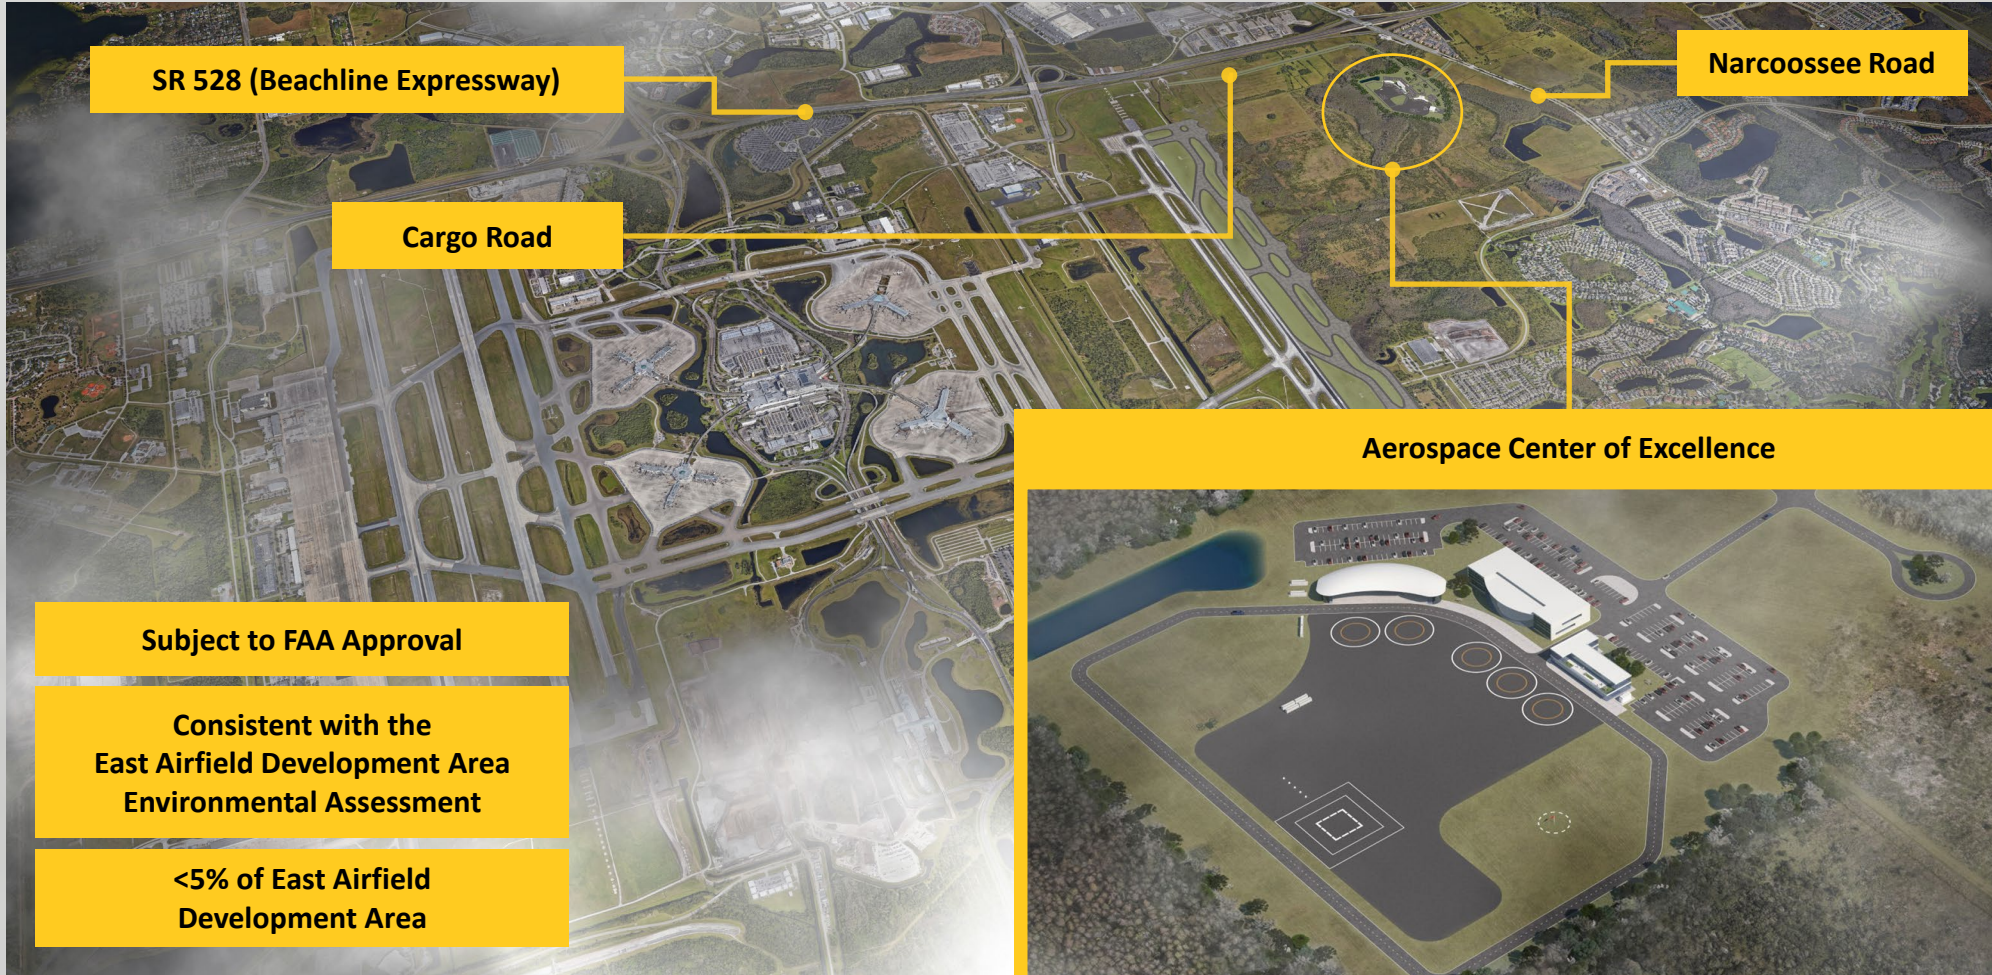 SR 528 (Beachline Expressway)
Narcoossee Road
Cargo Road
Aerospace Center of Excellence
Subject to FAA Approval
Consistent with the
East Airfield Development Area
Environmental Assessment
<5% of East Airfield
Development Area